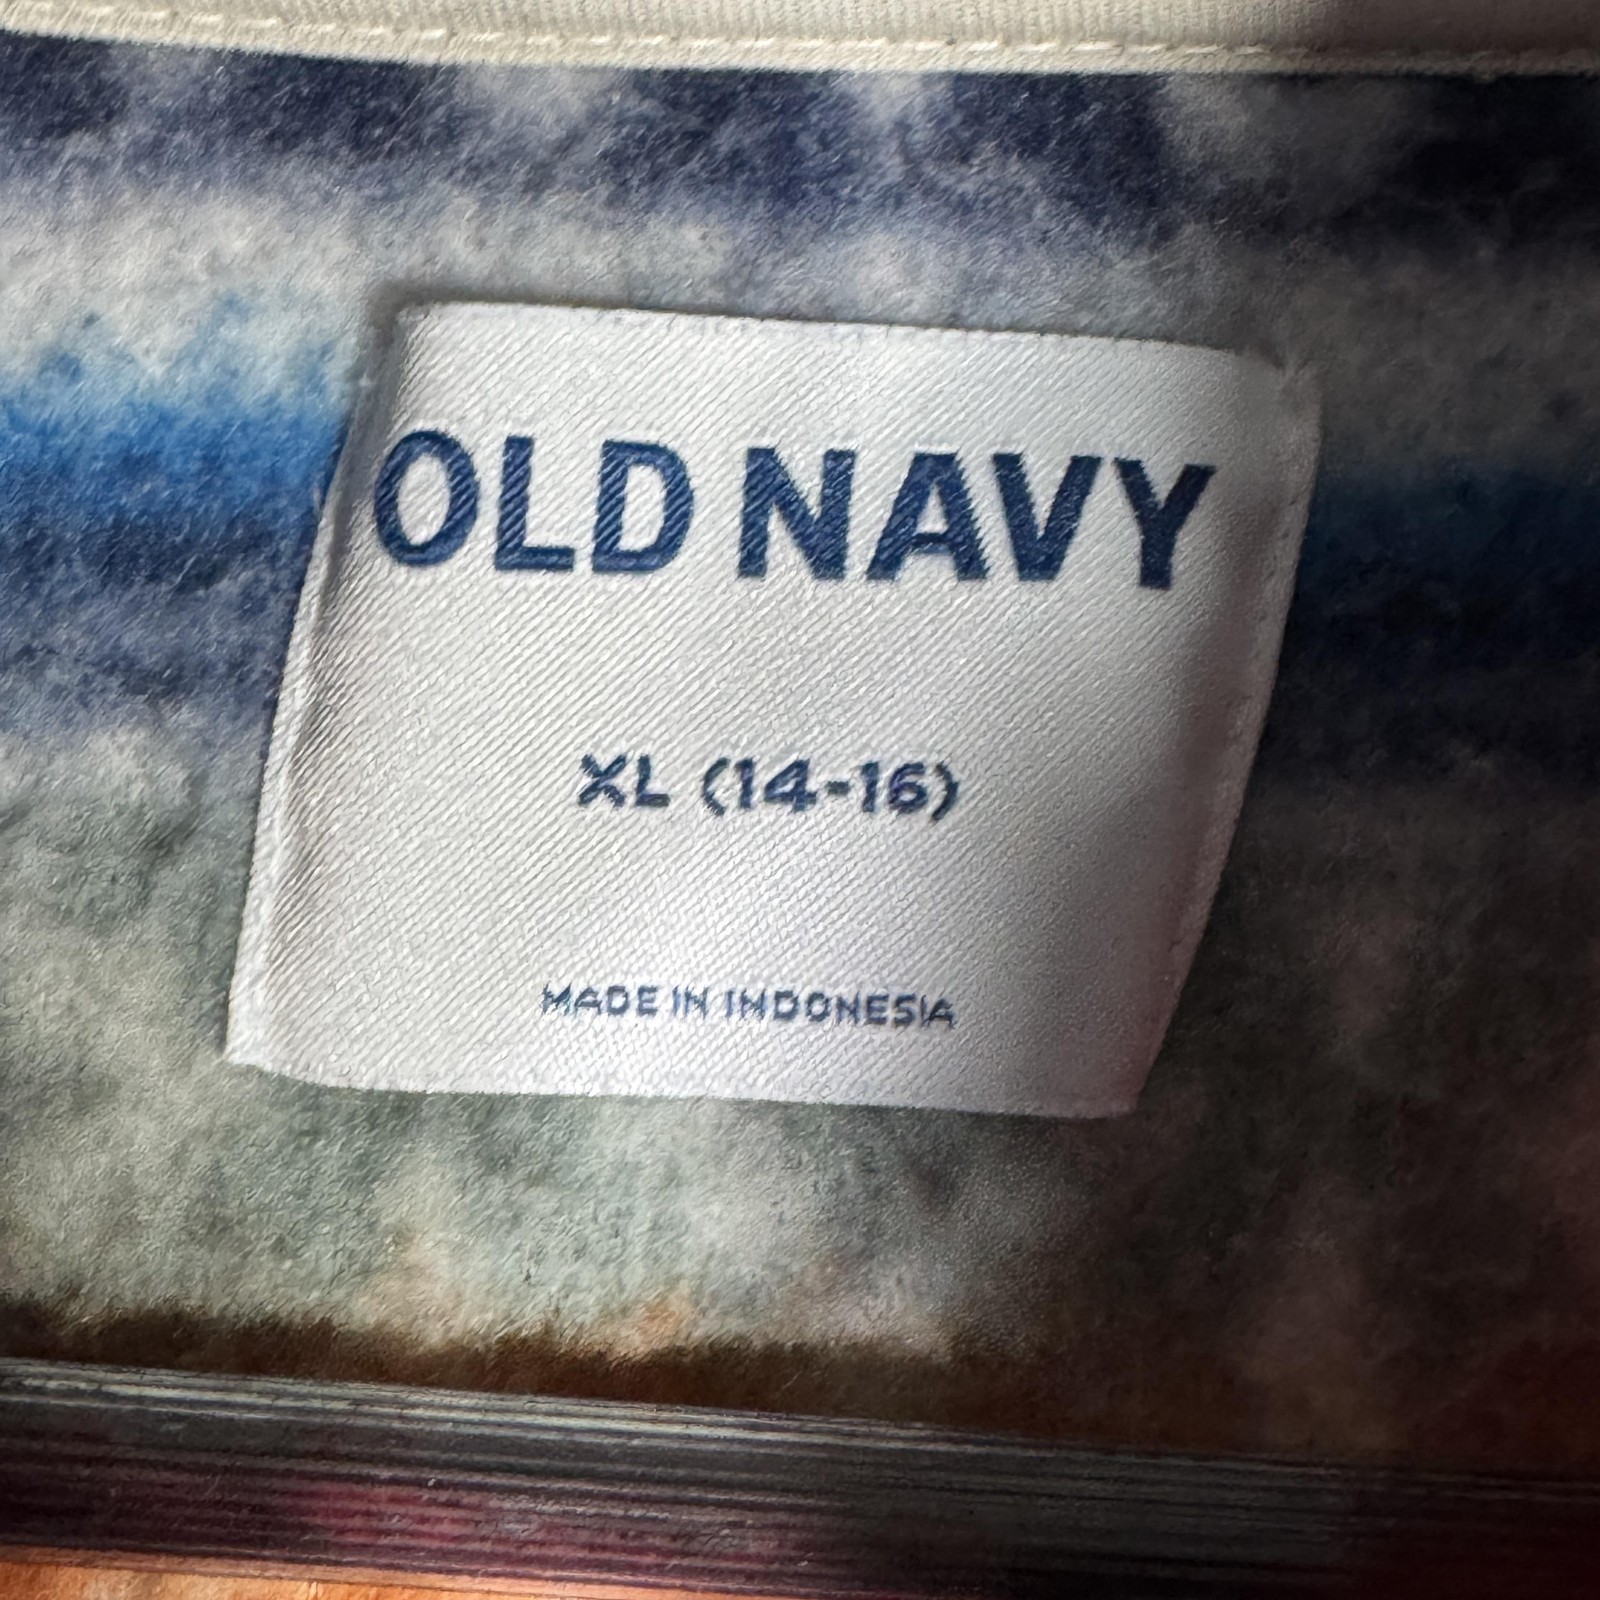 OLD NAVY
XL (14-16)
MADE IN INDONESIA